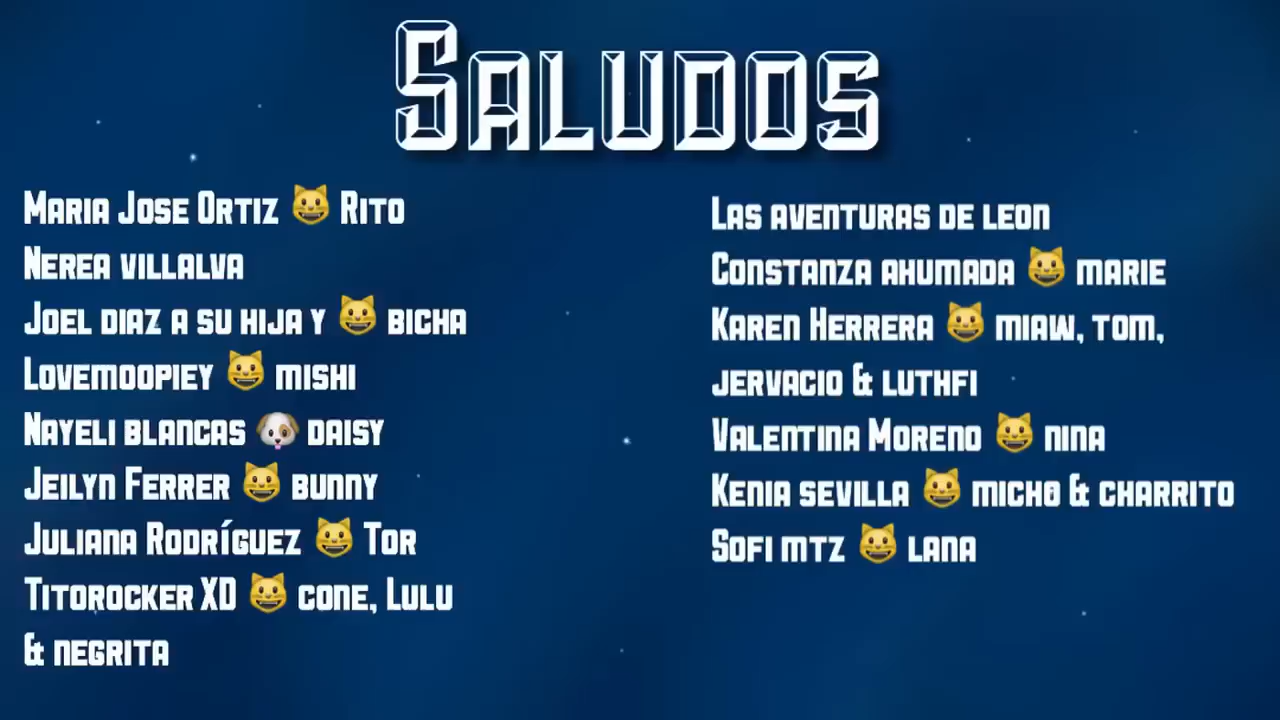 Saludos
Maria Jose Ortiz 😺 Rito
Nerea villalva
Joel diaz a su hija y 😺 bicha
Lovemoopiey 😺 mishi
Nayeli blancas 🐶 daisy
Jeilyn Ferrer 😺 bunny
Juliana Rodríguez 😺 Tor
Titorocker XD 😺 cone, Lulu
& negrita
Las aventuras de leon
Constanza ahumada 😺 marie
Karen Herrera 😺 miaw, tom,
jervacio & luthfi
Valentina Moreno 😺 nina
Kenia sevilla 😺 micho & charrito
Sofi mtz 😺 lana